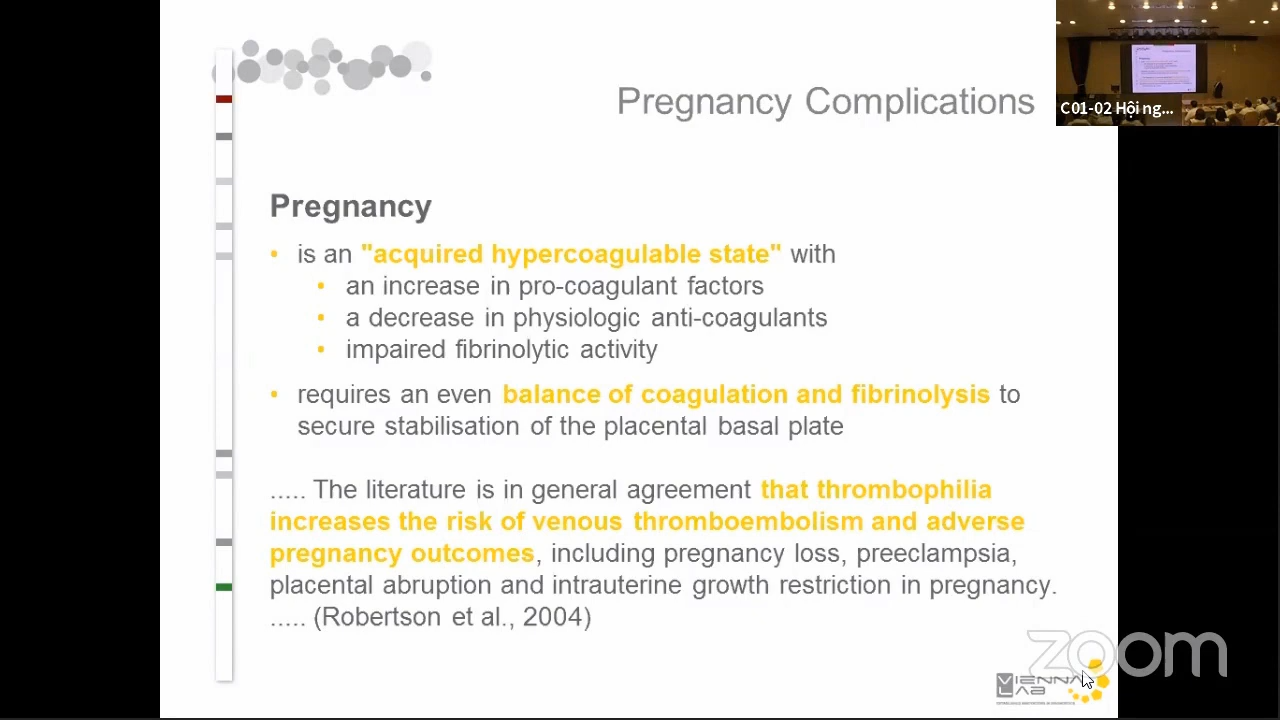 Pregnancy Complications
C01-02 Hội ng...
Pregnancy
• is an "acquired hypercoagulable state" with
• an increase in pro-coagulant factors
• a decrease in physiologic anti-coagulants
• impaired fibrinolytic activity
• requires an even balance of coagulation and fibrinolysis to
secure stabilisation of the placental basal plate
..... The literature is in general agreement that thrombophilia
increases the risk of venous thromboembolism and adverse
pregnancy outcomes, including pregnancy loss, preeclampsia,
placental abruption and intrauterine growth restriction in pregnancy.
..... (Robertson et al., 2004)
zoom
VIENNA
LAB